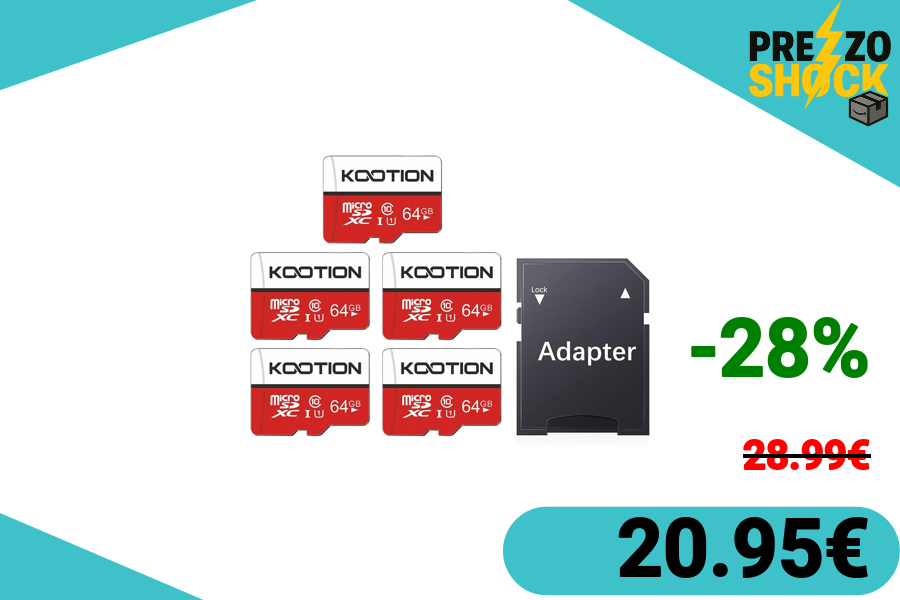 PREZZO
SHOCK
KOOTION
micro SD XC 10 I U1 64GB
KOOTION
micro SD XC 10 I U1 64GB
KOOTION
micro SD XC 10 I U1 64GB
KOOTION
micro SD XC 10 I U1 64GB
KOOTION
micro SD XC 10 I U1 64GB
Lock
Adapter
-28%
28.99€
20.95€